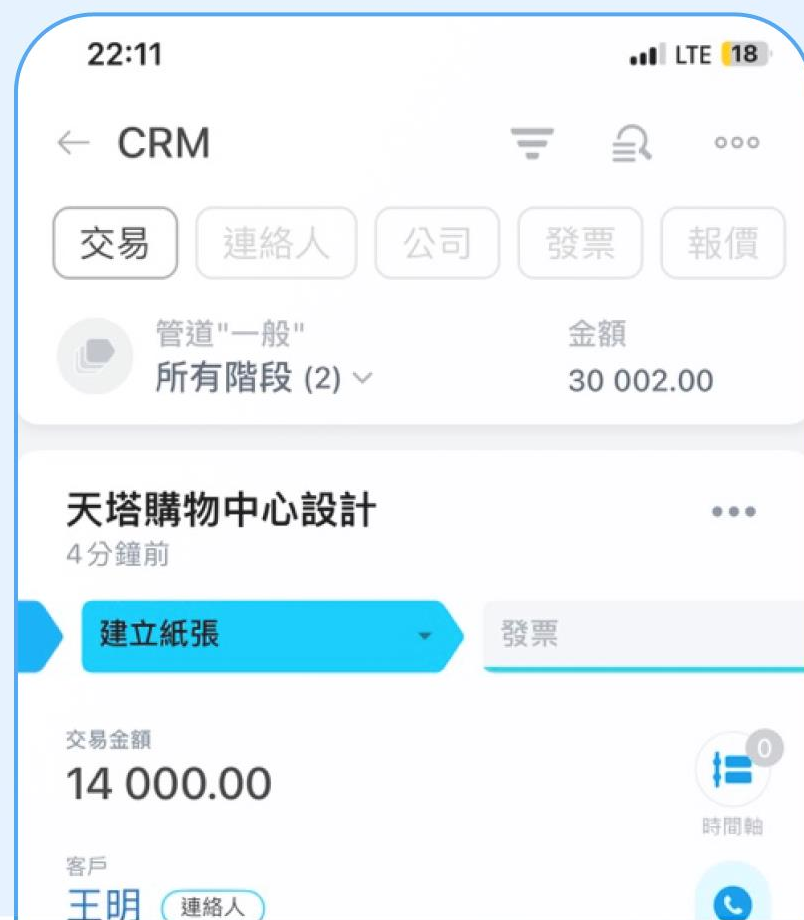 22:11 LTE 18
CRM
交易 連絡人 公司 發票 報價
管道"一般" 金額
所有階段 (2) 30 002.00
天塔購物中心設計
4分鐘前
建立紙張 發票
交易金額 0
14 000.00
時間軸
客戶
王明 連絡人